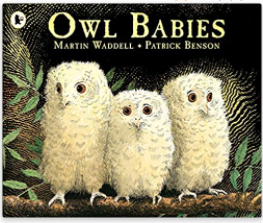 OWL BABIES
MARTIN WADDELL • PATRICK BENSON